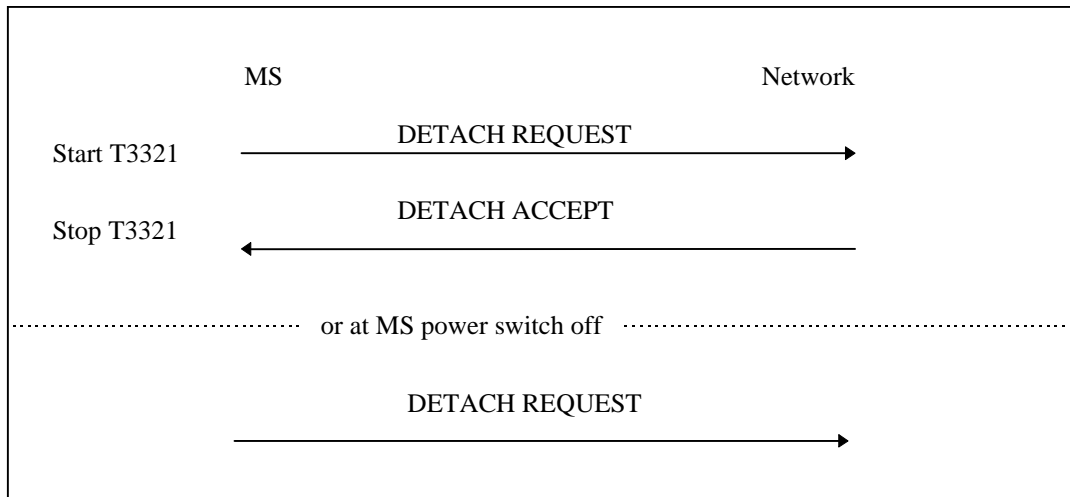 MS Network
DETACH REQUEST
Start T3321
DETACH ACCEPT
Stop T3321
or at MS power switch off
DETACH REQUEST